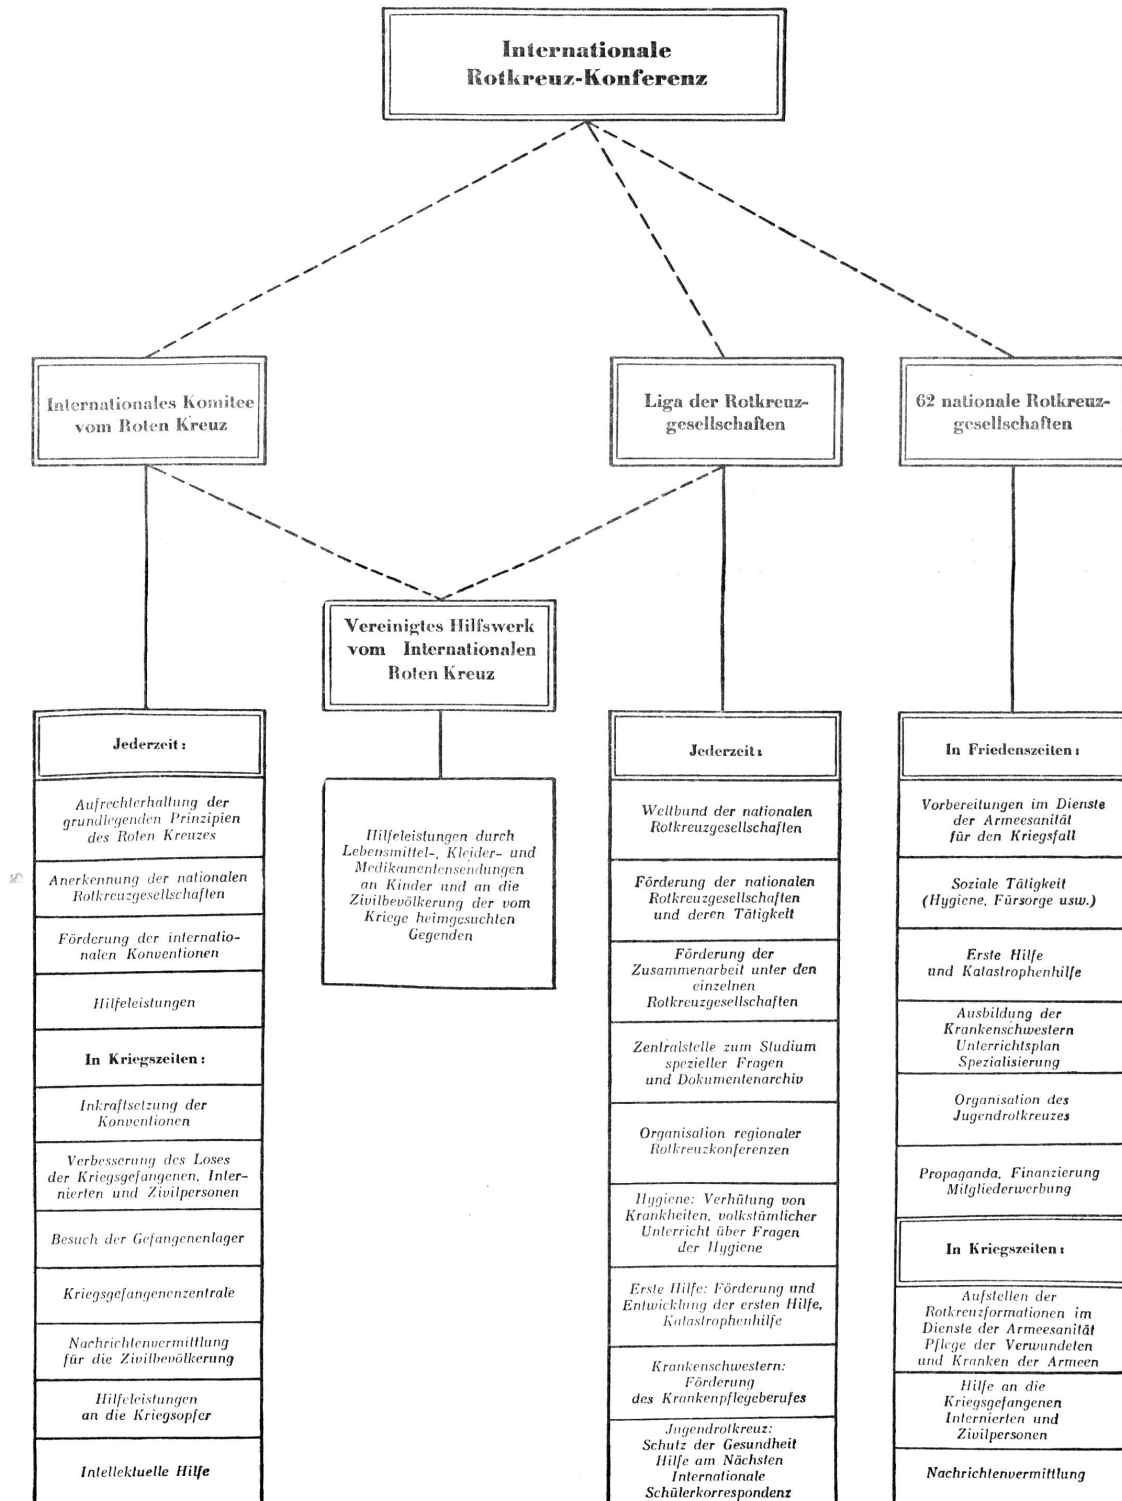 Internationale
Rotkreuz-Konferenz
Internationales Komitee
vom Roten Kreuz
Liga der Rotkreuz-
gesellschaften
62 nationale Rotkreuz-
gesellschaften
Vereinigtes Hilfswerk
vom Internationalen
Roten Kreuz
Jederzeit:
Aufrechterhaltung der
grundlegenden Prinzipien
des Roten Kreuzes
Anerkennung der nationalen
Rotkreuzgesellschaften
Förderung der internatio-
nalen Konventionen
Hilfeleistungen
In Kriegszeiten:
Inkraftsetzung der
Konventionen
Verbesserung des Loses
der Kriegsgefangenen, Inter-
nierten und Zivilpersonen
Besuch der Gefangenenlager
Kriegsgefangenenzentrale
Nachrichtenvermittlung
für die Zivilbevölkerung
Hilfeleistungen
an die Kriegsopfer
Intellektuelle Hilfe
Hilfeleistungen durch
Lebensmittel-, Kleider- und
Medikamentensendungen
an Kinder und an die
Zivilbevölkerung der vom
Kriege heimgesuchten
Gegenden
Jederzeit:
Weltbund der nationalen
Rotkreuzgesellschaften
Förderung der nationalen
Rotkreuzgesellschaften
und deren Tätigkeit
Förderung der
Zusammenarbeit unter den
einzelnen
Rotkreuzgesellschaften
Zentralstelle zum Studium
spezieller Fragen
und Dokumentenarchiv
Organisation regionaler
Rotkreuzkonferenzen
Hygiene: Verhütung von
Krankheiten, volkstümlicher
Unterricht über Fragen
der Hygiene
Erste Hilfe: Förderung und
Entwicklung der ersten Hilfe,
Katastrophenhilfe
Krankenschwestern:
Förderung
des Krankenpflegeberufes
Jugendrotkreuz:
Schutz der Gesundheit
Hilfe am Nächsten
Internationale
Schülerkorrespondenz
In Friedenszeiten:
Vorbereitungen im Dienste
der Armeesanität
für den Kriegsfall
Soziale Tätigkeit
(Hygiene, Fürsorge usw.)
Erste Hilfe
und Katastrophenhilfe
Ausbildung der
Krankenschwestern
Unterrichtsplan
Spezialisierung
Organisation des
Jugendrotkreuzes
Propaganda, Finanzierung
Mitgliederwerbung
In Kriegszeiten:
Aufstellen der
Rotkreuzformationen im
Dienste der Armeesanität
Pflege der Verwundeten
und Kranken der Armeen
Hilfe an die
Kriegsgefangenen
Internierten und
Zivilpersonen
Nachrichtenvermittlung